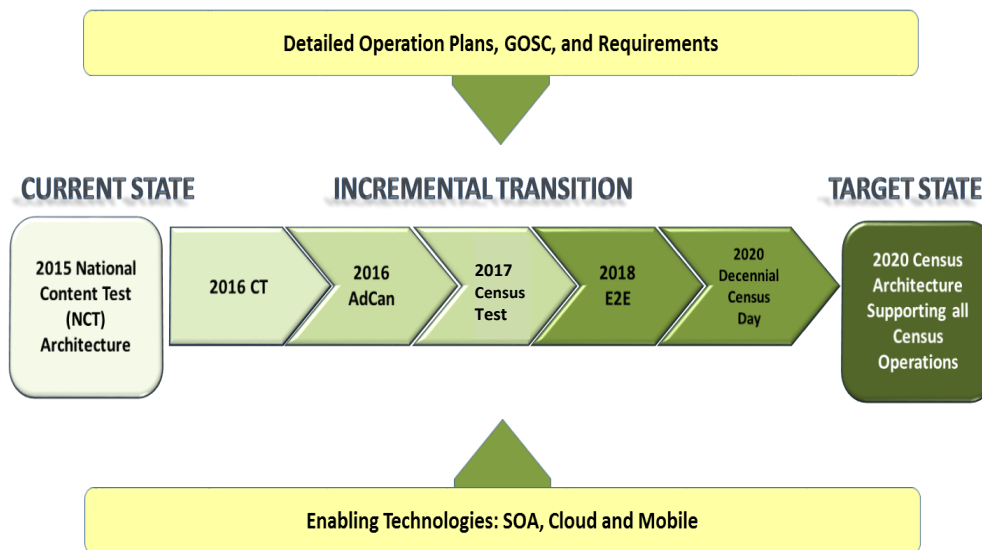 Detailed Operation Plans, GOSC, and Requirements
CURRENT STATE
INCREMENTAL TRANSITION
TARGET STATE
2015 National
Content Test
(NCT)
Architecture
2016 CT
2016
AdCan
2017
Census
Test
2018
E2E
2020
Decennial
Census
Day
2020 Census
Architecture
Supporting all
Census
Operations
Enabling Technologies: SOA, Cloud and Mobile